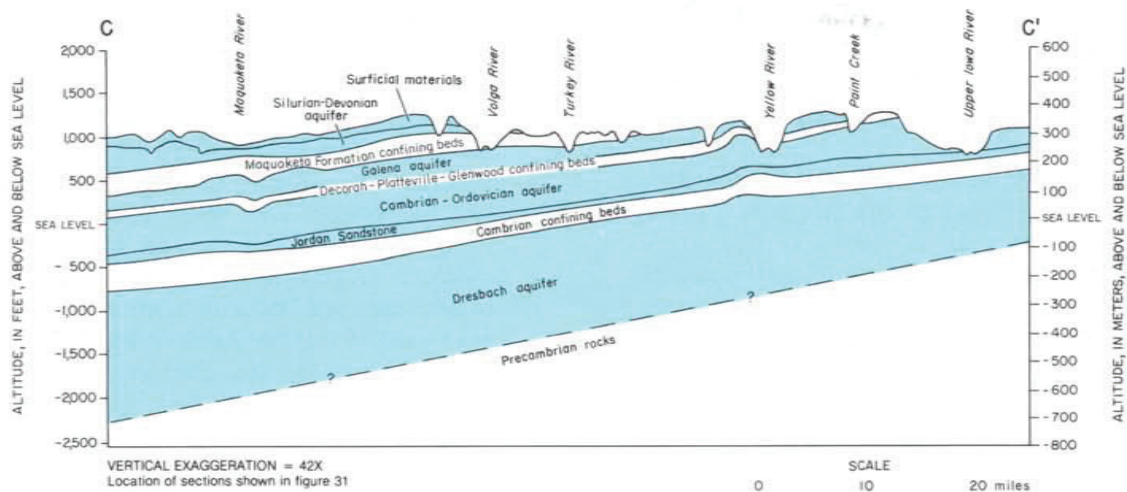 C
C'
Maquoketa River
Volga River
Turkey River
Yellow River
Paint Creek
Upper Iowa River
ALTITUDE, IN FEET, ABOVE AND BELOW SEA LEVEL
2000
1,500
1000
500
SEA LEVEL
- 500
-1,000
-1,500
-2000
-2,500
Surficial materials
Silurian-Devonian
aquifer
Maquoketa Formation confining beds
Galena aquifer
Decorah-Platteville-Glenwood confining beds
Cambrian - Ordovician aquifer
Jordan Sandstone
Cambrian confining beds
Dresbach aquifer
?
?
Precambrian rocks
600
500
400
300
200
100
SEA LEVEL
-100
-200
-300
-400
-500
-600
-700
-800
ALTITUDE, IN METERS, ABOVE AND BELOW SEA LEVEL
VERTICAL EXAGGERATION = 42X
Location of sections shown in figure 31
SCALE
0 10 20 miles